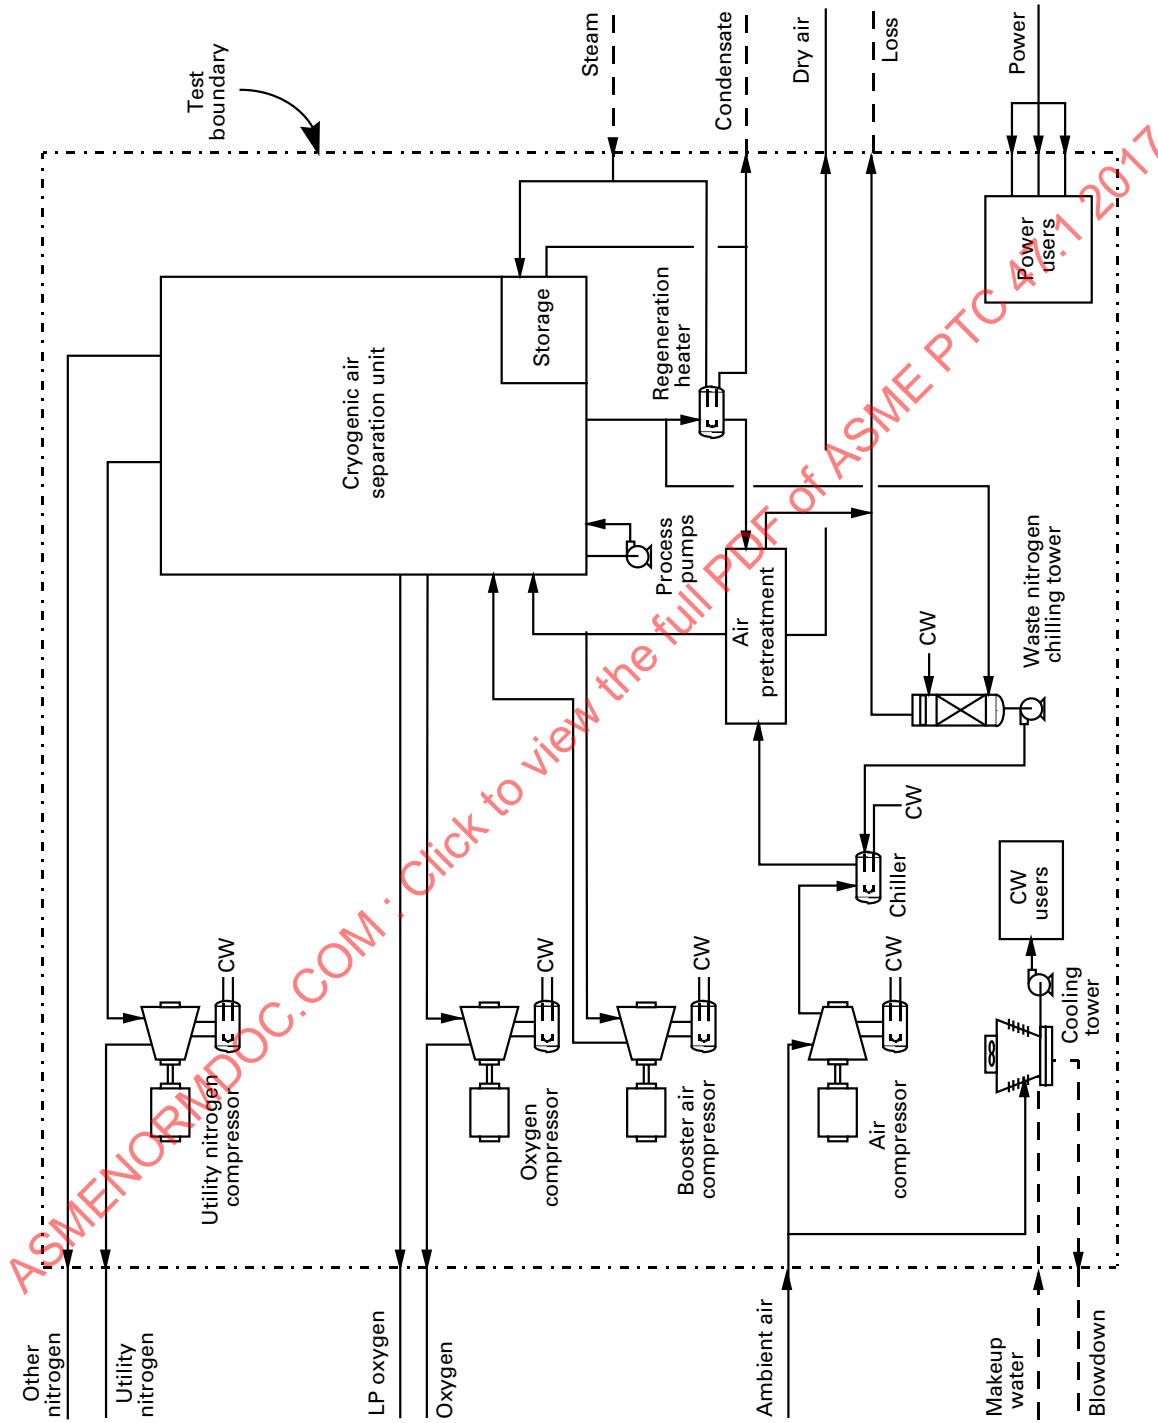 Test
boundary
Steam
Condensate
Dry air
Loss
Power
Power
users
Cryogenic air
separation unit
Storage
Regeneration
heater
Process
pumps
Air
pretreatment
CW
Waste nitrogen
chilling tower
CW
Chiller
CW
users
Cooling
tower
CW
Utility nitrogen
compressor
CW
Oxygen
compressor
CW
Booster air
compressor
CW
Air
compressor
Other
nitrogen
Utility
nitrogen
LP oxygen
Oxygen
Ambient air
Makeup
water
Blowdown
ASMENORMDOC.COM : Click to view the full PDF of ASME PTC 47.1 2017